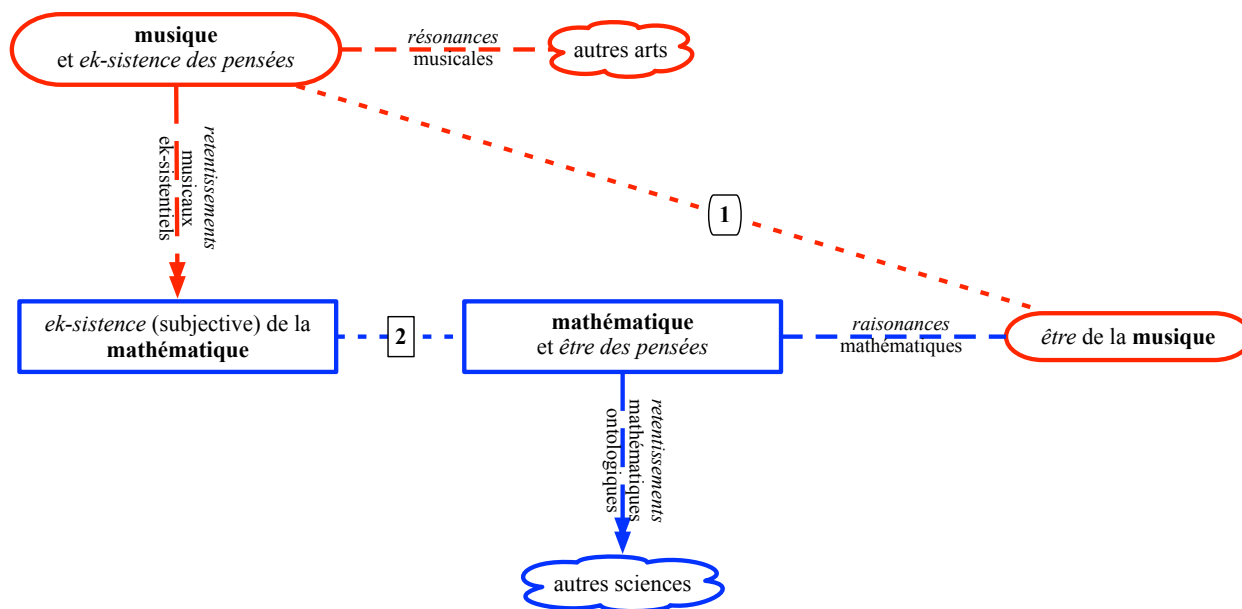 musique
et ek-sistence des pensées
résonances
musicales
autres arts
retentissements
musicaux
ek-sistentiels
1
ek-sistence (subjective) de la
mathématique
2
mathématique
et être des pensées
raisonances
mathématiques
être de la musique
retentissements
mathématiques
ontologiques
autres sciences